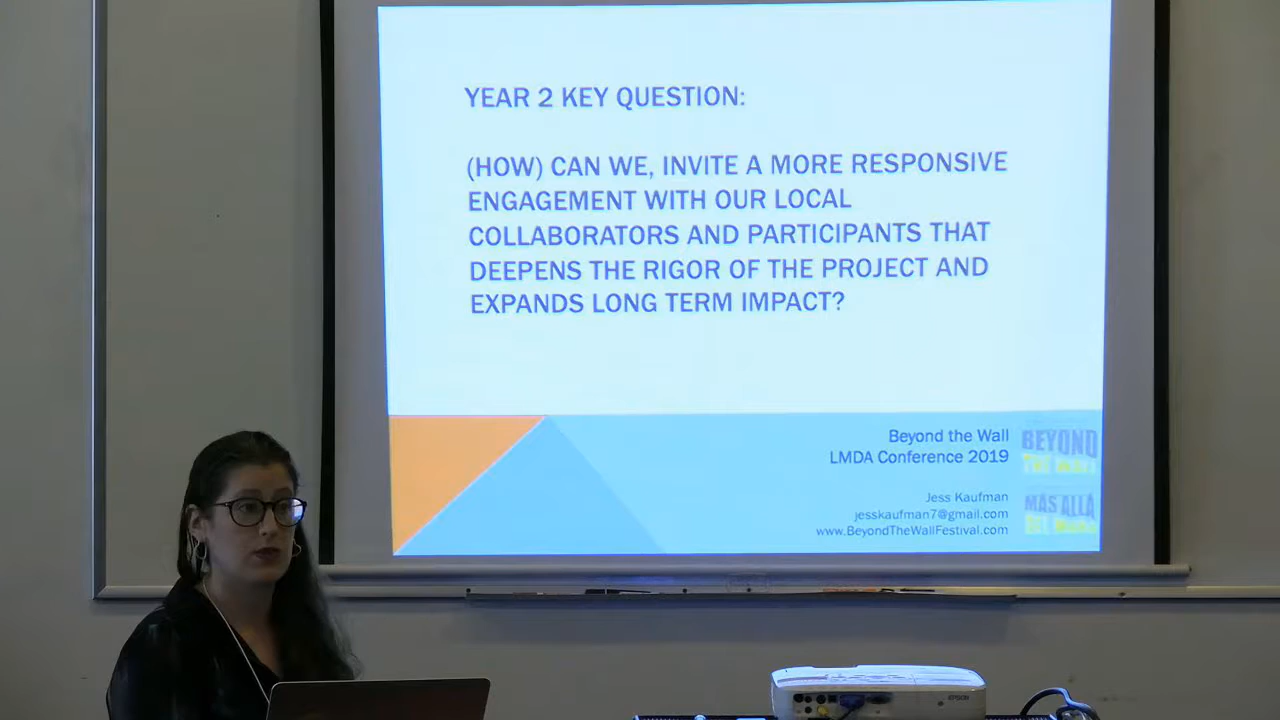 YEAR 2 KEY QUESTION:
(HOW) CAN WE, INVITE A MORE RESPONSIVE
ENGAGEMENT WITH OUR LOCAL
COLLABORATORS AND PARTICIPANTS THAT
DEEPENS THE RIGOR OF THE PROJECT AND
EXPANDS LONG TERM IMPACT?
Beyond the Wall
LMDA Conference 2019
Jess Kaufman
jesskaufman7@gmail.com
www.BeyondTheWallFestival.com
BEYOND
THE WALL
MÁS ALLÁ
DEL MURO
EPSON